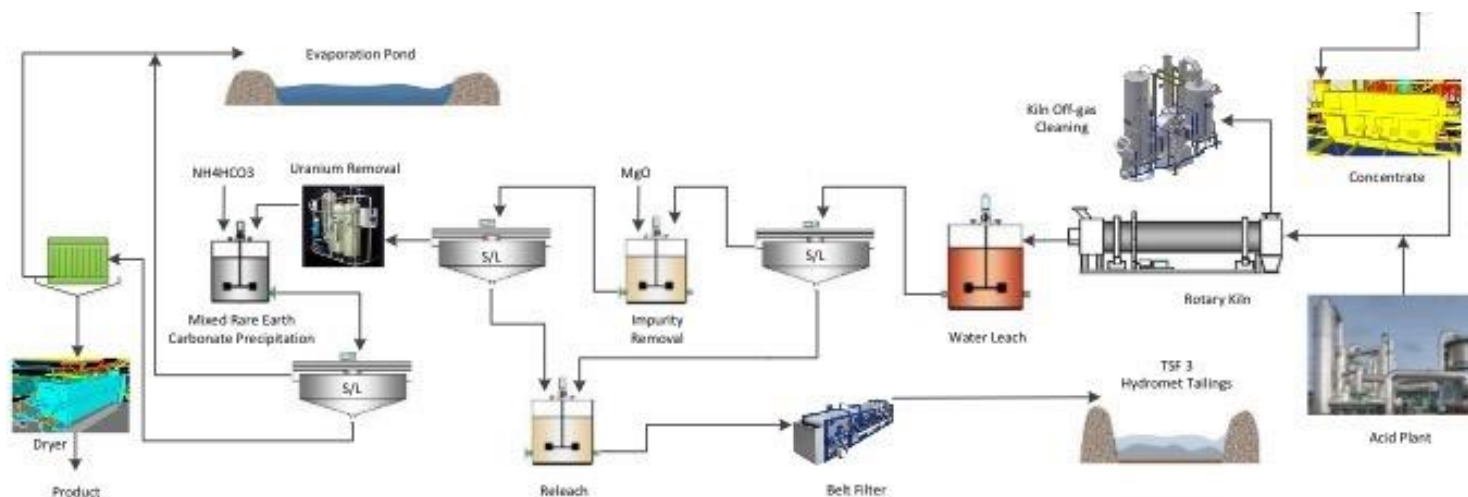 Evaporation Pond
Kiln Off-gas
Cleaning
Concentrate
NH4HCO3
Uranium Removal
MgO
S/L
S/L
Rotary Kiln
Mixed Rare Earth
Carbonate Precipitation
Impurity
Removal
Water Leach
S/L
TSF 3
Hydromet Tailings
Acid Plant
Dryer
Product
Releach
Belt Filter